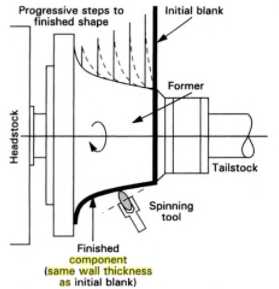 Progressive steps to
finished shape
Initial blank
Former
Headstock
Tailstock
Spinning
tool
Finished
component
(same wall thickness
as initial blank)